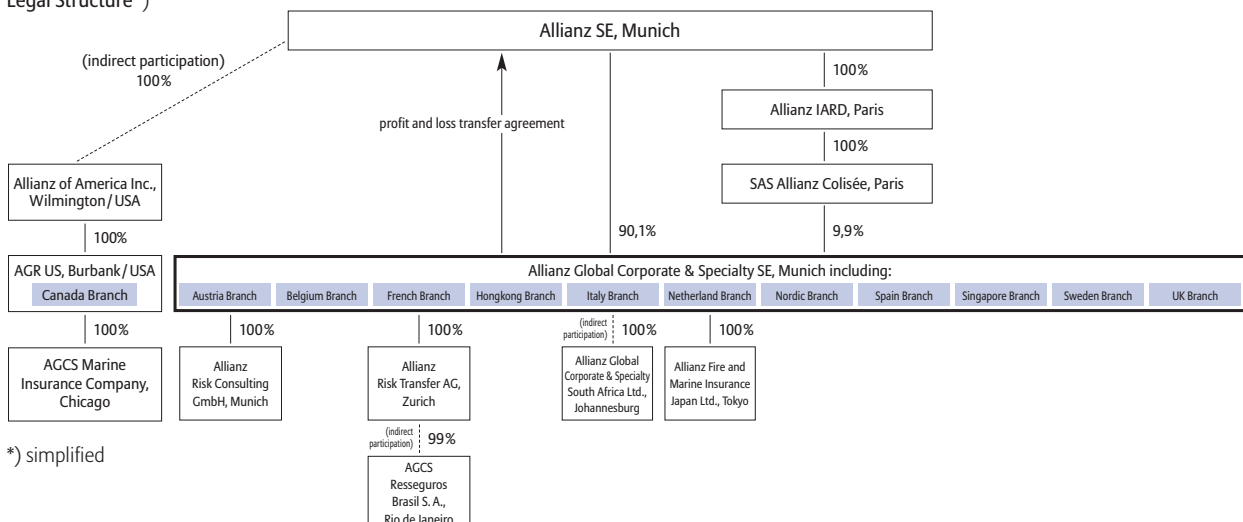 Legal Structure*)
Allianz SE, Munich
(indirect participation)
100%
100%
Allianz IARD, Paris
profit and loss transfer agreement
100%
Allianz of America Inc.,
Wilmington/USA
SAS Allianz Colisée, Paris
100%
90,1%
9,9%
AGR US, Burbank/USA
Canada Branch
Allianz Global Corporate & Specialty SE, Munich including:
Austria Branch
Belgium Branch
French Branch
Hongkong Branch
Italy Branch
Netherland Branch
Nordic Branch
Spain Branch
Singapore Branch
Sweden Branch
UK Branch
100%
100%
100%
(indirect
participation)
100%
100%
AGCS Marine
Insurance Company,
Chicago
Allianz
Risk Consulting
GmbH, Munich
Allianz
Risk Transfer AG,
Zurich
Allianz Global
Corporate & Specialty
South Africa Ltd.,
Johannesburg
Allianz Fire and
Marine Insurance
Japan Ltd., Tokyo
(indirect
participation)
99%
*) simplified
AGCS
Resseguros
Brasil S. A.,
Rio de Janeiro